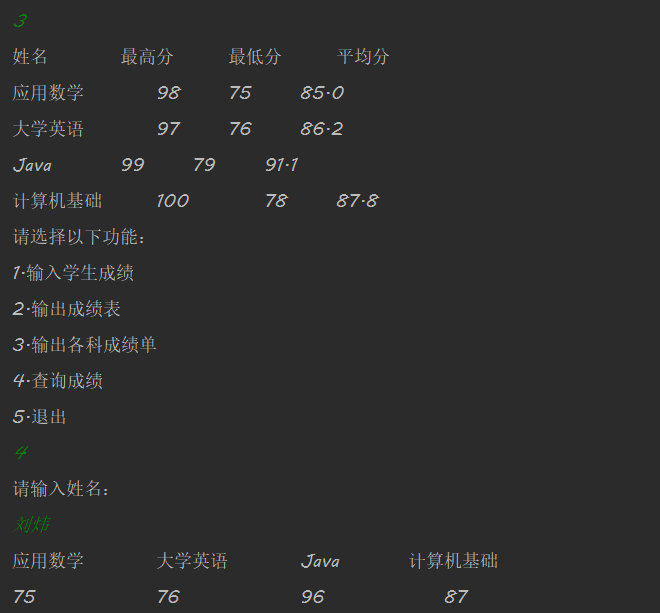 3
姓名 最高分 最低分 平均分
应用数学 98 75 85.0
大学英语 97 76 86.2
Java 99 79 91.1
计算机基础 100 78 87.8
请选择以下功能：
1.输入学生成绩
2.输出成绩表
3.输出各科成绩单
4.查询成绩
5.退出
4
请输入姓名：
刘炜
应用数学 大学英语 Java 计算机基础
75 76 96 87